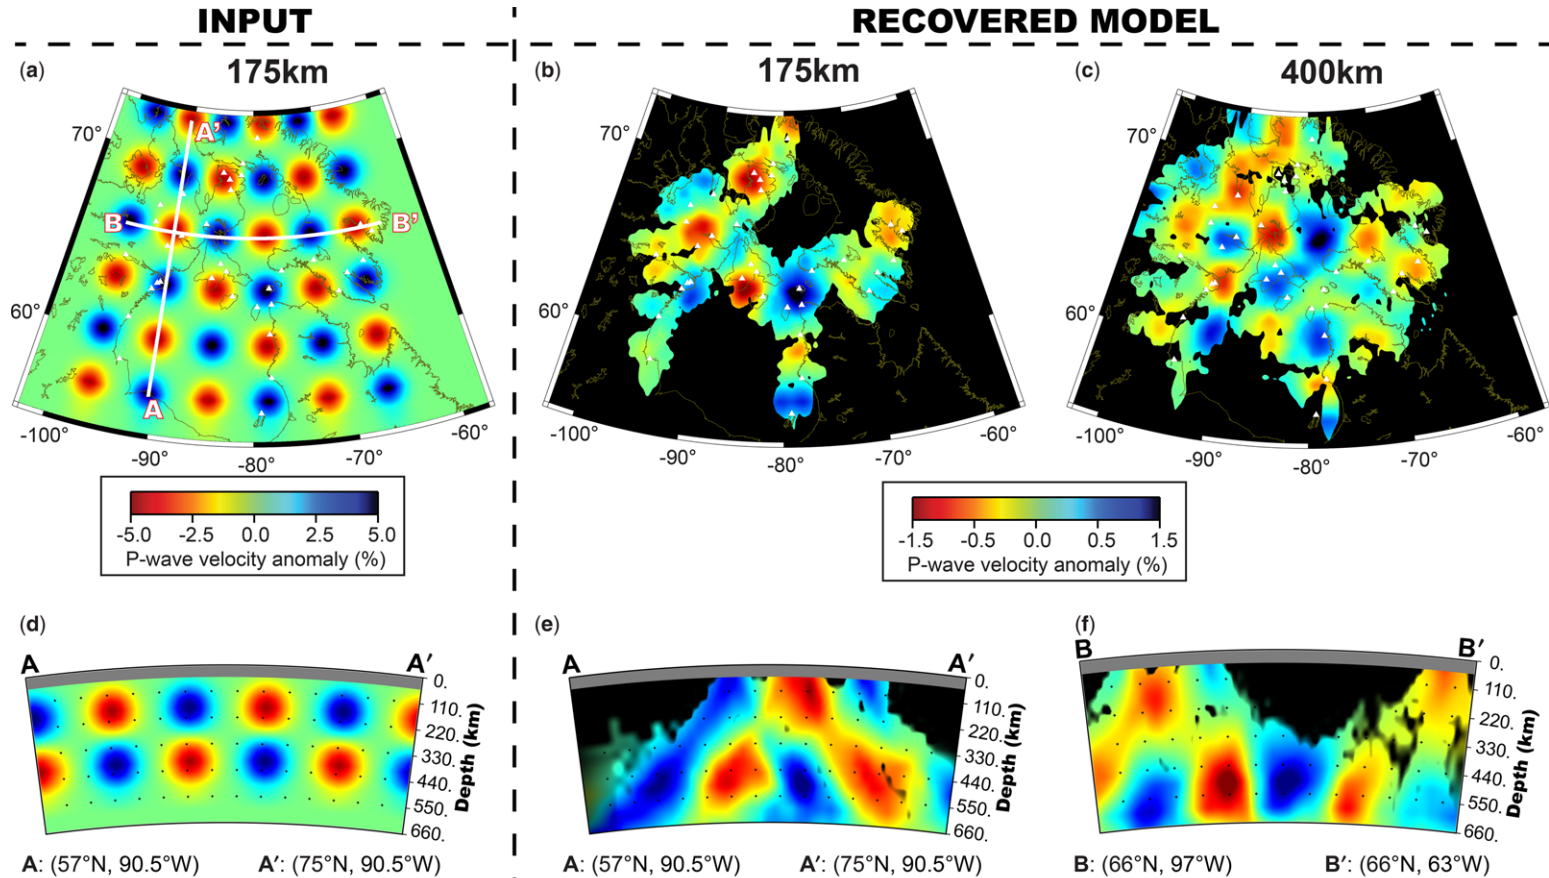 INPUT
RECOVERED MODEL
(a)
175km
(b)
175km
(c)
400km
70°
60°
-100°
-90°
-80°
-70°
-60°
A'
B
B'
A
70°
60°
-100°
-90°
-80°
-70°
-60°
70°
60°
-100°
-90°
-80°
-70°
-60°
-5.0 -2.5 0.0 2.5 5.0
P-wave velocity anomaly (%)
-1.5 -0.5 0.0 0.5 1.5
P-wave velocity anomaly (%)
(d)
A
A′
0.
110.
220.
330.
440.
550.
660.
Depth (km)
A: (57°N, 90.5°W) A′: (75°N, 90.5°W)
(e)
A
A′
0.
110.
220.
330.
440.
550.
660.
Depth (km)
A: (57°N, 90.5°W) A′: (75°N, 90.5°W)
(f)
B
B′
0.
110.
220.
330.
440.
550.
660.
Depth (km)
B: (66°N, 97°W) B′: (66°N, 63°W)